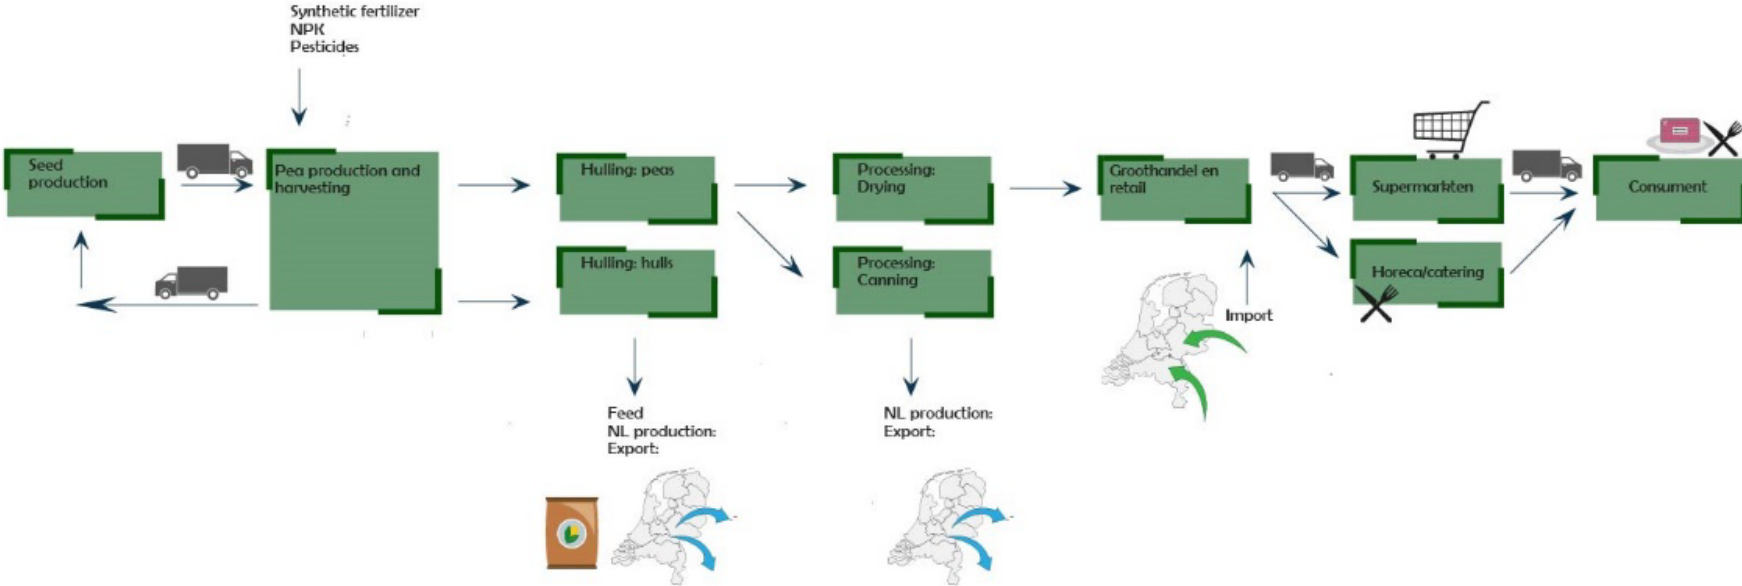 Synthetic fertilizer
NPK
Pesticides
Seed
production
Pea production and
harvesting
Hulling: peas
Hulling: hulls
Processing:
Drying
Processing:
Canning
Groothandel en
retail
Supermarkten
Horeca/catering
Consument
Import
Feed
NL production:
Export:
NL production:
Export: